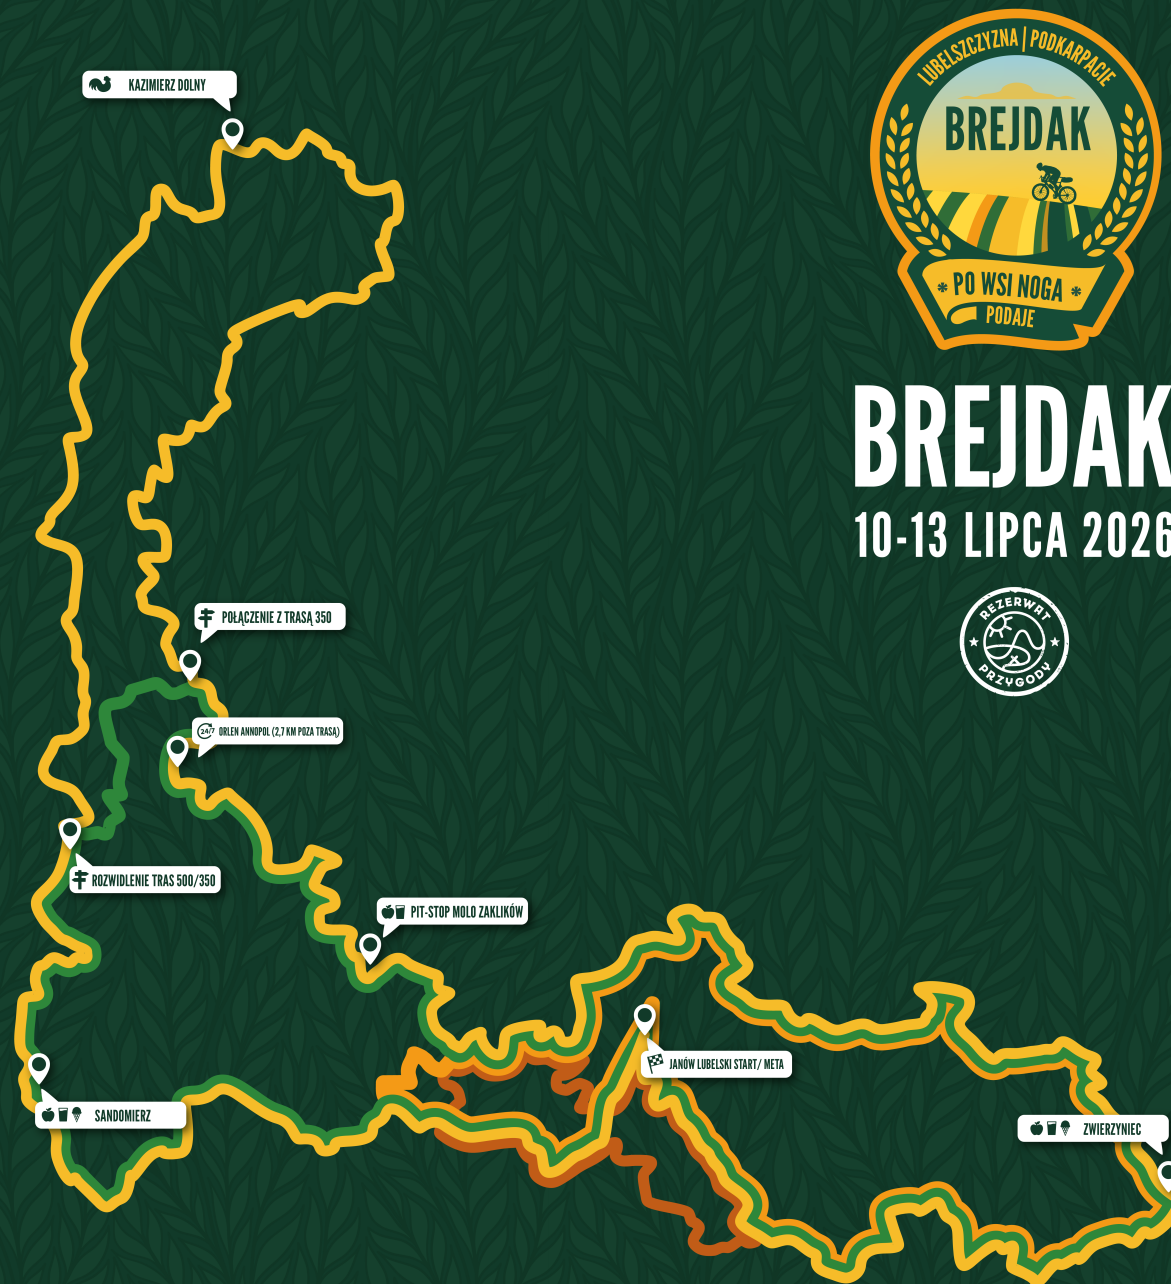 LUBELSZCZYZNA | PODKARPACIE
BREJDAK
PO WSI NOGA
PODAJE
BREJDAK
10-13 LIPCA 2026
REZERWAT
PRZYGODY
KAZIMIERZ DOLNY
POŁĄCZENIE Z TRASĄ 350
24/7 ORLEN ANNOPOL (2,7 KM POZA TRASĄ)
ROZWIDLENIE TRAS 500/350
PIT-STOP MOLO ZAKLIKÓW
JANÓW LUBELSKI START/ META
SANDOMIERZ
ZWIERZYNIEC